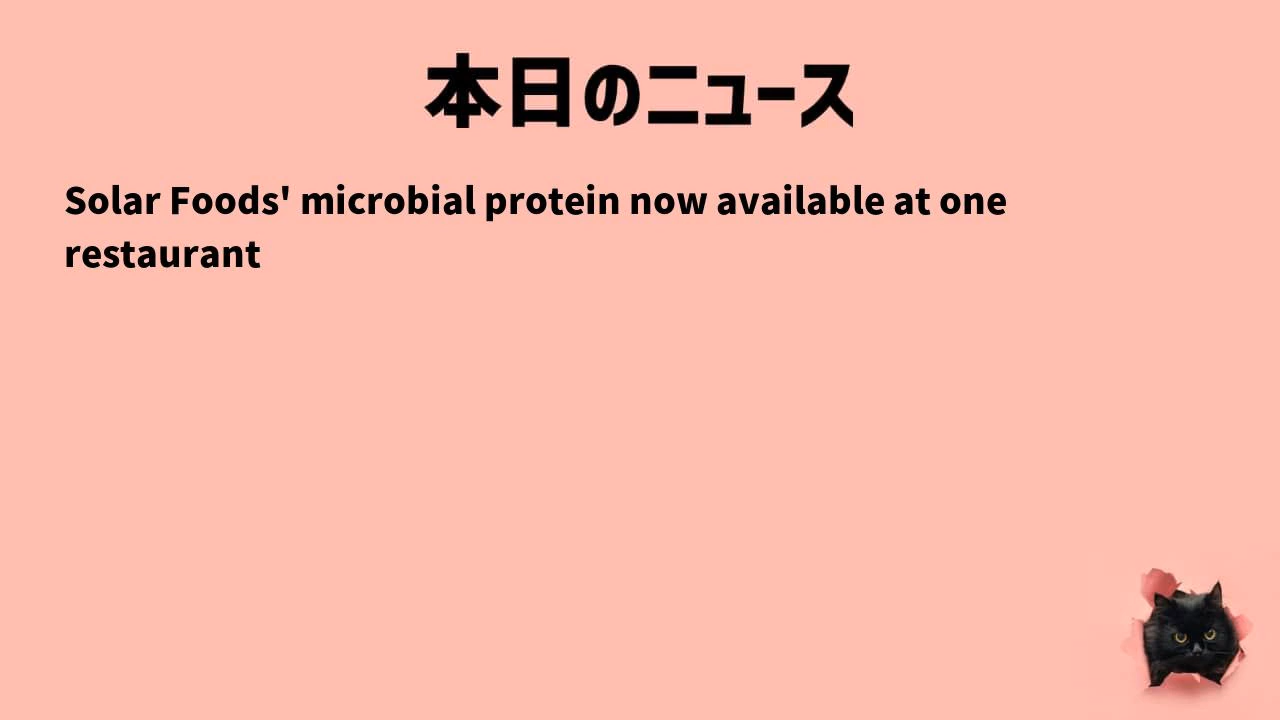 本日のニュース
Solar Foods' microbial protein now available at one
restaurant